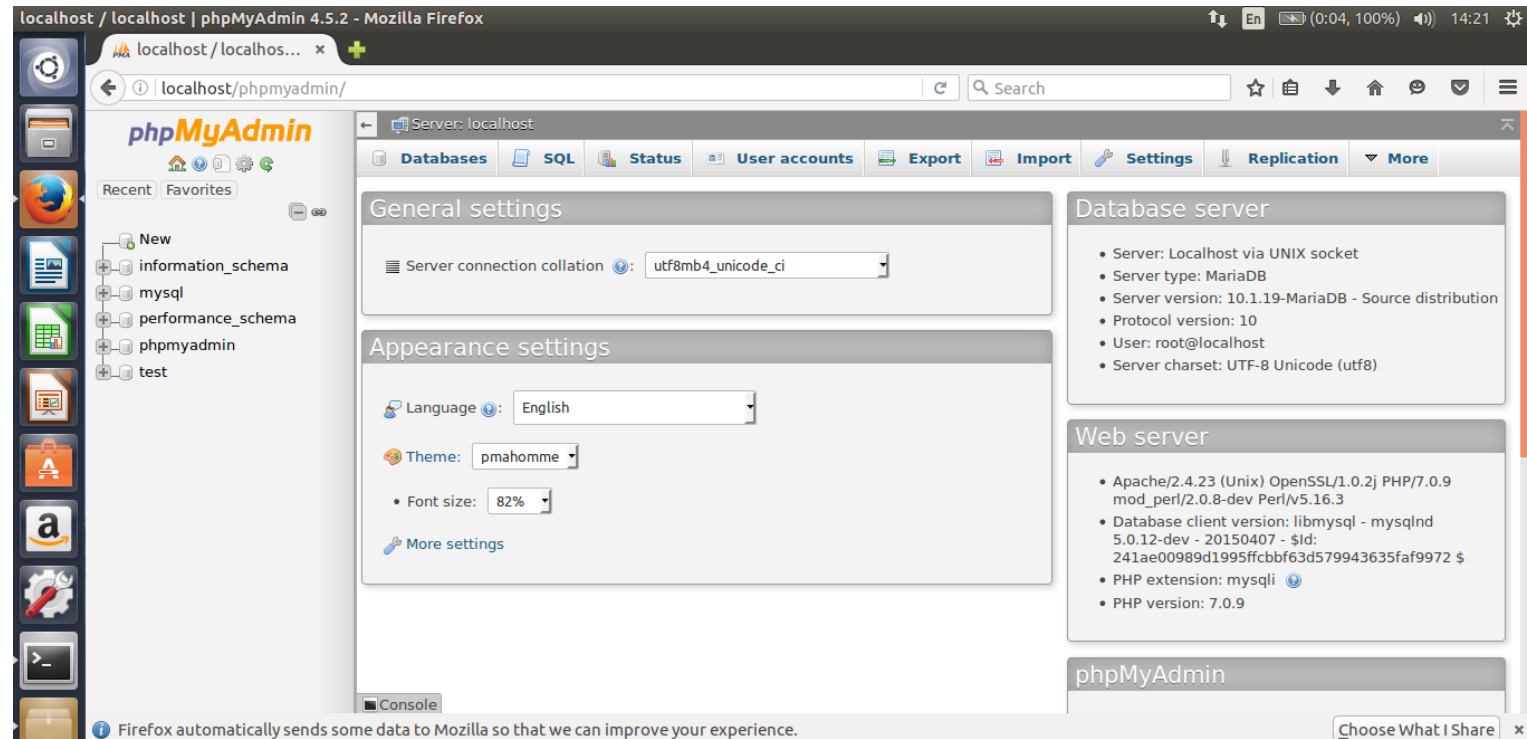 localhost / localhost | phpMyAdmin 4.5.2 - Mozilla Firefox
En (0:04, 100%) 14:21
PMA localhost / localhos... ×
localhost/phpmyadmin/
Search
phpMyAdmin
Recent Favorites
New
information_schema
mysql
performance_schema
phpmyadmin
test
Server: localhost
Databases SQL Status User accounts Export Import Settings Replication More
General settings
Server connection collation : utf8mb4_unicode_ci
Appearance settings
Language : English
Theme: pmahomme
• Font size: 82%
More settings
Console
Database server
• Server: Localhost via UNIX socket
• Server type: MariaDB
• Server version: 10.1.19-MariaDB - Source distribution
• Protocol version: 10
• User: root@localhost
• Server charset: UTF-8 Unicode (utf8)
Web server
• Apache/2.4.23 (Unix) OpenSSL/1.0.2j PHP/7.0.9
mod_perl/2.0.8-dev Perl/v5.16.3
• Database client version: libmysql - mysqlnd
5.0.12-dev - 20150407 - $Id:
241ae00989d1995ffcbbf63d579943635faf9972 $
• PHP extension: mysqli
• PHP version: 7.0.9
phpMyAdmin
Firefox automatically sends some data to Mozilla so that we can improve your experience.
Choose What I Share ×